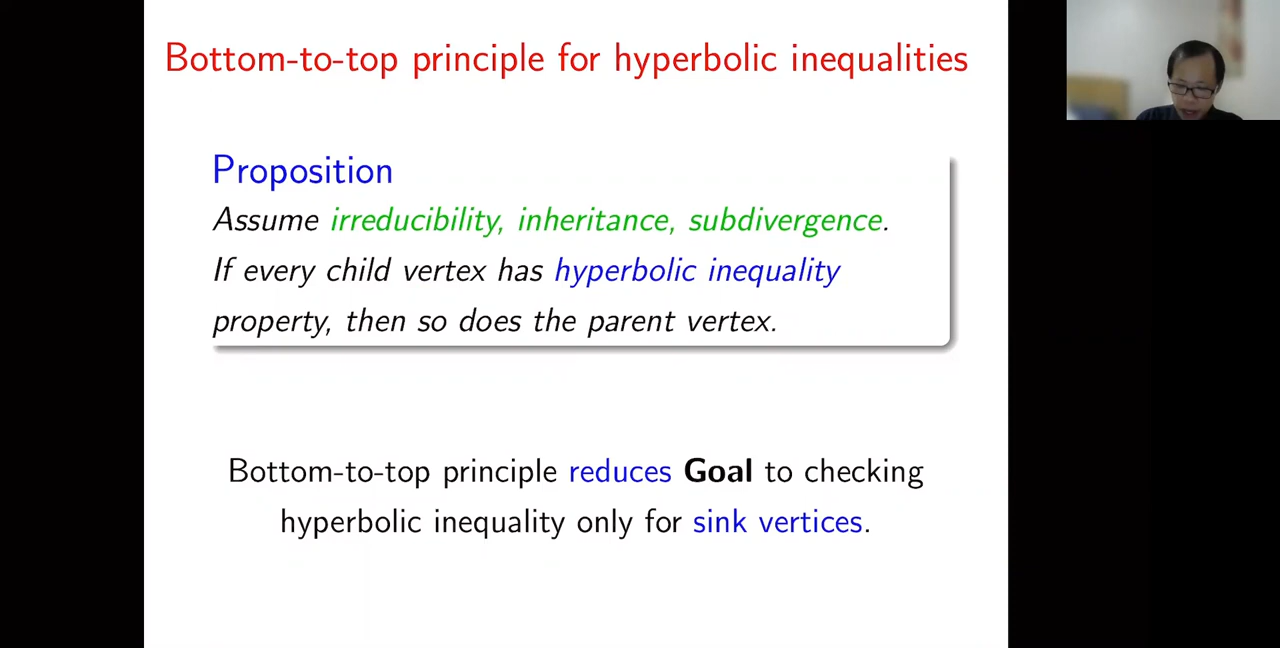 Bottom-to-top principle for hyperbolic inequalities
Proposition
Assume irreducibility, inheritance, subdivergence.
If every child vertex has hyperbolic inequality
property, then so does the parent vertex.
Bottom-to-top principle reduces Goal to checking
hyperbolic inequality only for sink vertices.